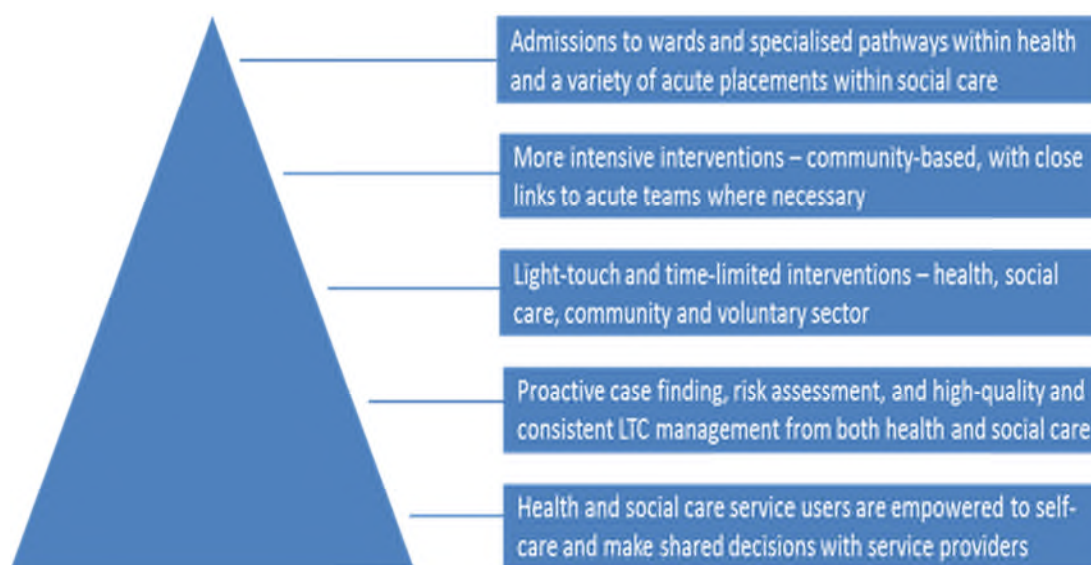 Admissions to wards and specialised pathways within health
and a variety of acute placements within social care
More intensive interventions – community-based, with close
links to acute teams where necessary
Light-touch and time-limited interventions – health, social
care, community and voluntary sector
Proactive case finding, risk assessment, and high-quality and
consistent LTC management from both health and social care
Health and social care service users are empowered to self-
care and make shared decisions with service providers